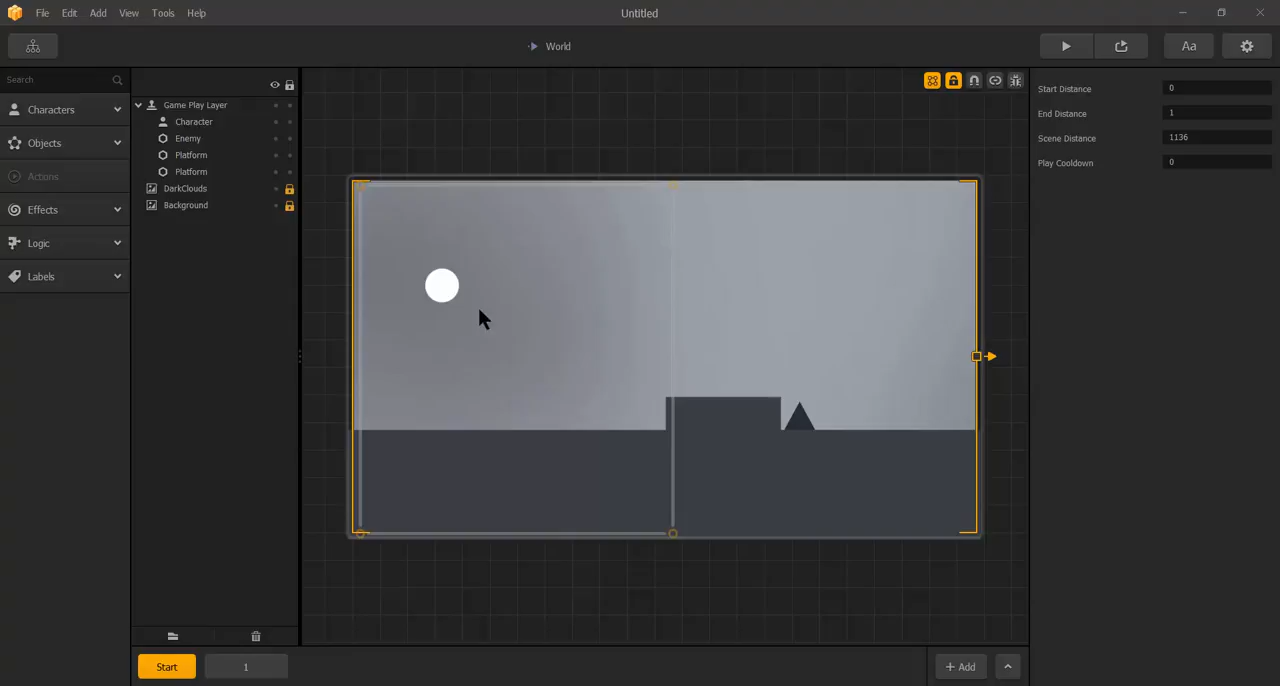 File Edit Add View Tools Help
Untitled
World
Aa
Search
Characters
Objects
Actions
Effects
Logic
Labels
Game Play Layer
Character
Enemy
Platform
Platform
DarkClouds
Background
Start Distance 0
End Distance 1
Scene Distance 1136
Play Cooldown 0
Start 1
+ Add